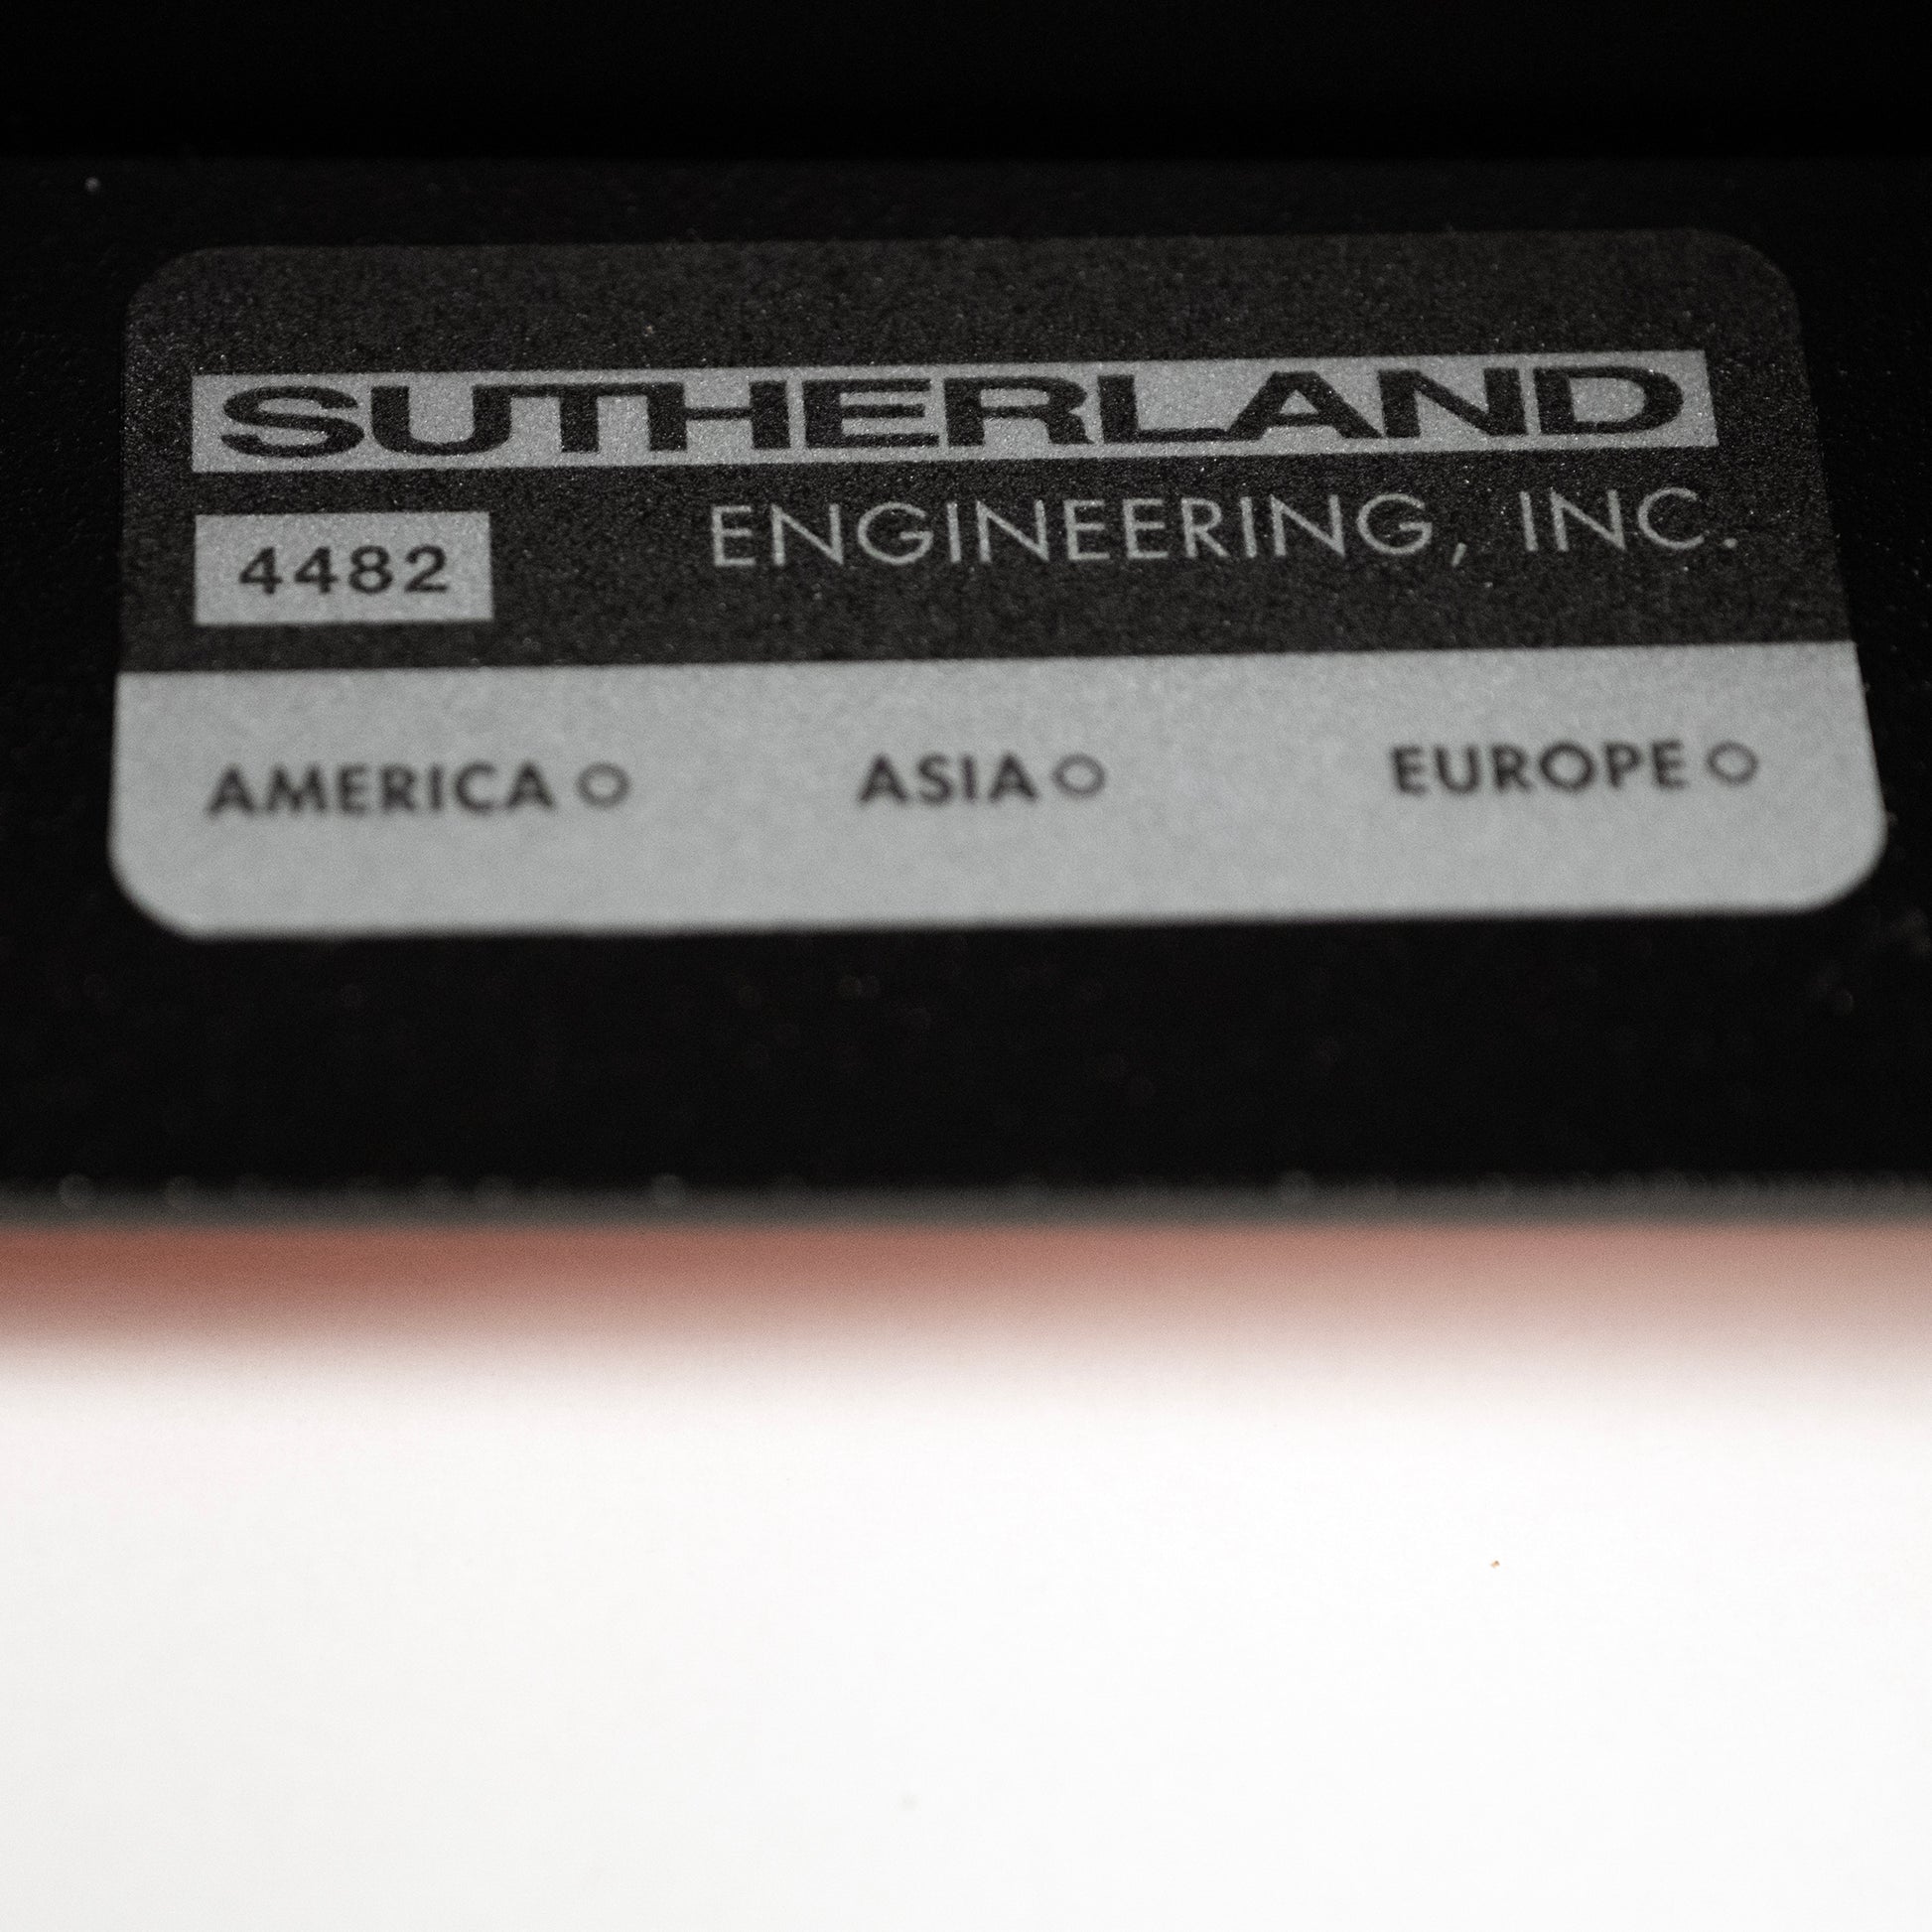 SUTHERLAND
ENGINEERING, INC.
4482
AMERICA ASIA EUROPE